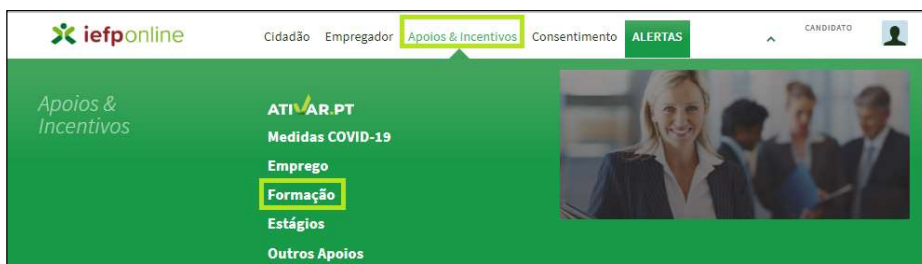 iefponline
Cidadão Empregador Apoios & Incentivos Consentimento ALERTAS CANDIDATO
Apoios &
Incentivos
ATIVAR.PT
Medidas COVID-19
Emprego
Formação
Estágios
Outros Apoios